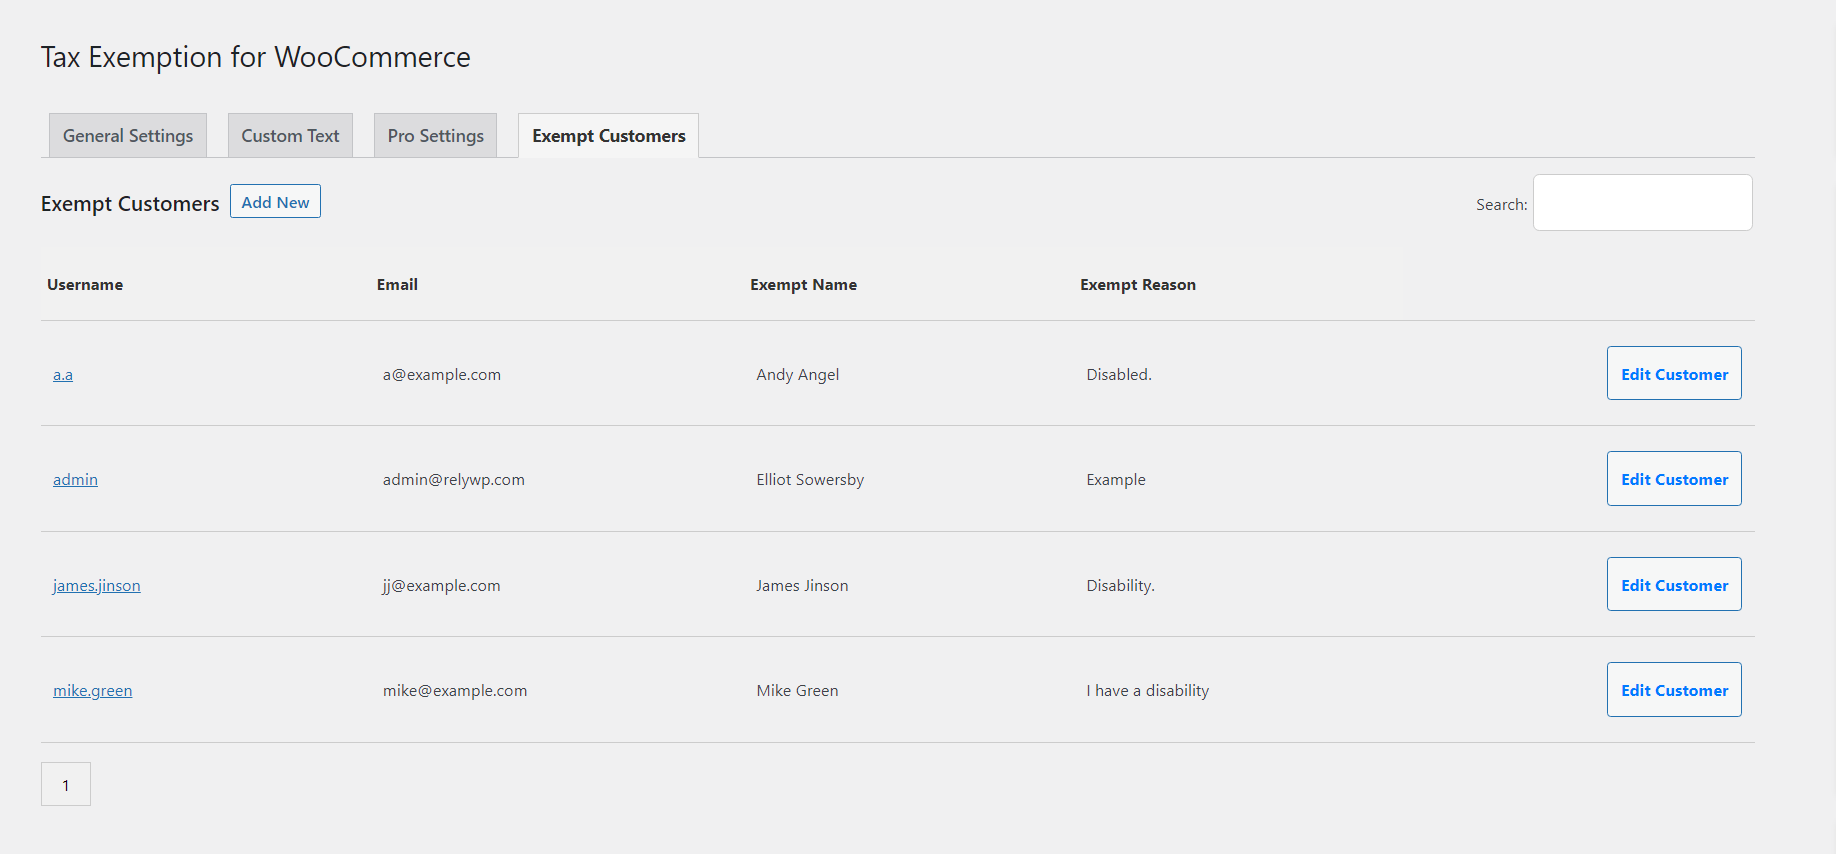 Tax Exemption for WooCommerce
General Settings Custom Text Pro Settings Exempt Customers
Exempt Customers Add New Search:
Username Email Exempt Name Exempt Reason
a.a a@example.com Andy Angel Disabled. Edit Customer
admin admin@relywp.com Elliot Sowersby Example Edit Customer
james.jinson jj@example.com James Jinson Disability. Edit Customer
mike.green mike@example.com Mike Green I have a disability Edit Customer
1